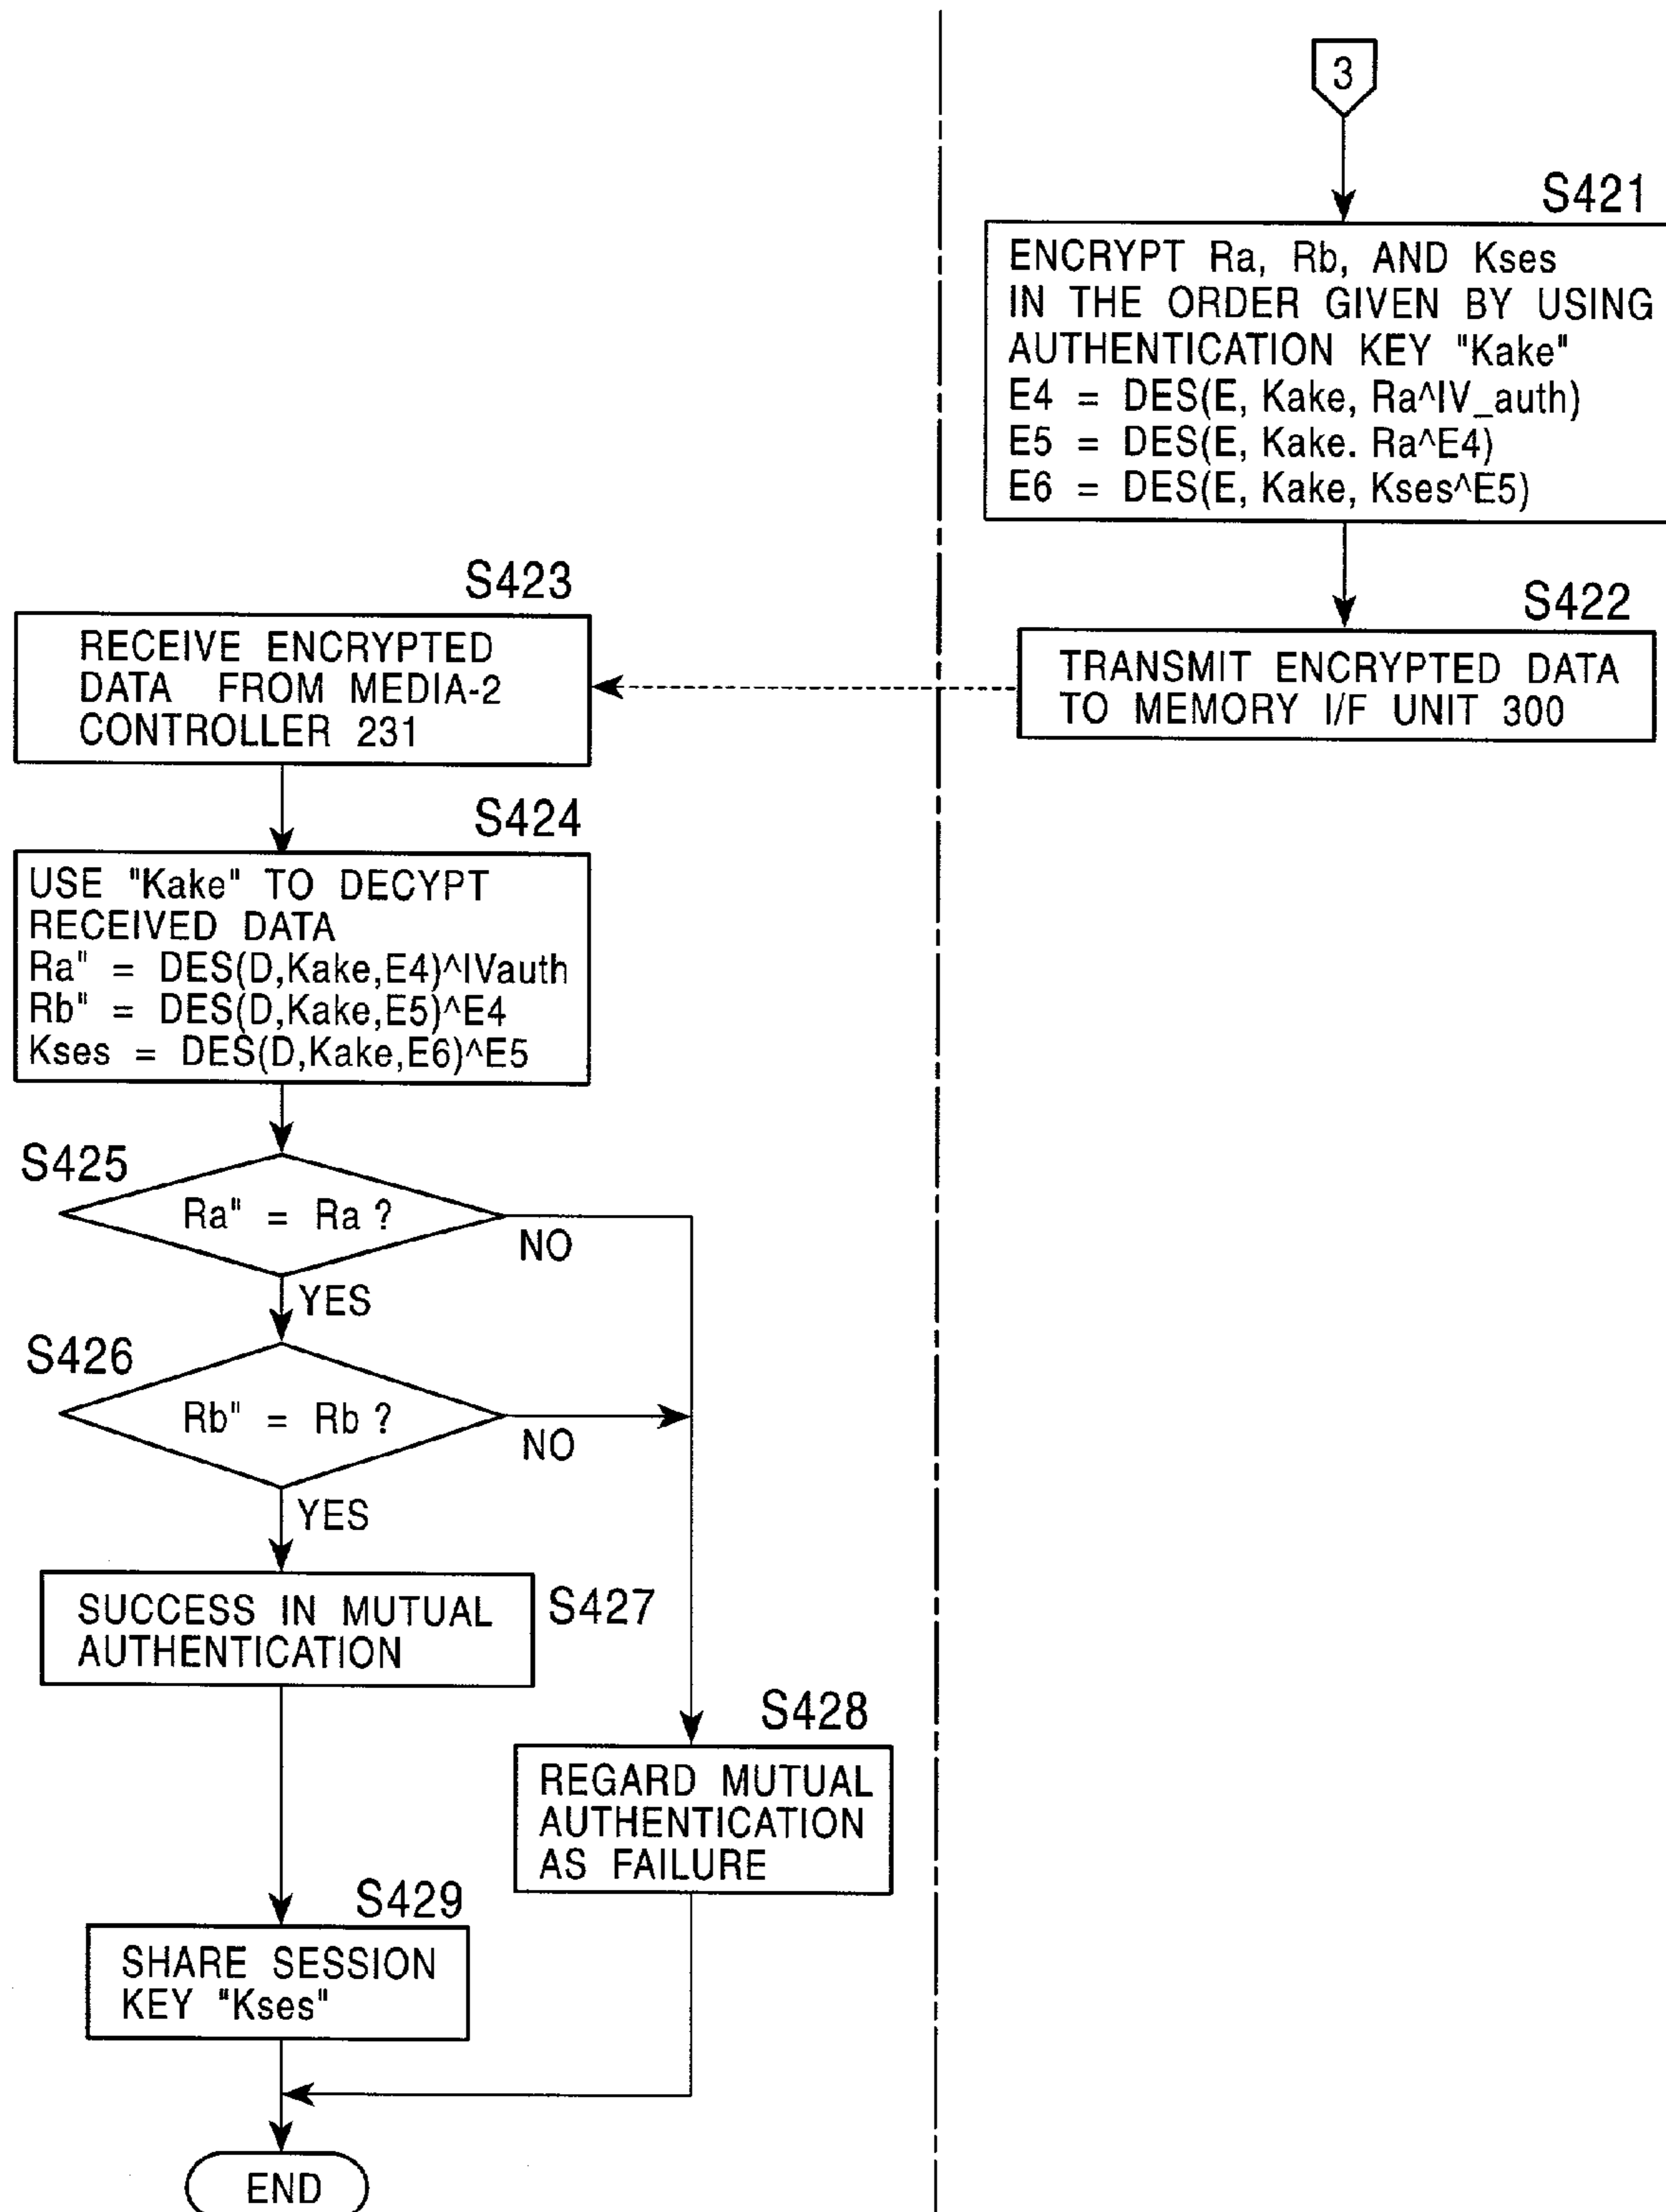 3
S421
ENCRYPT Ra, Rb, AND Kses
IN THE ORDER GIVEN BY USING
AUTHENTICATION KEY "Kake"
E4 = DES(E, Kake, Ra^IV_auth)
E5 = DES(E, Kake. Ra^E4)
E6 = DES(E, Kake, Kses^E5)
S422
TRANSMIT ENCRYPTED DATA
TO MEMORY I/F UNIT 300
S423
RECEIVE ENCRYPTED
DATA FROM MEDIA-2
CONTROLLER 231
S424
USE "Kake" TO DECYPT
RECEIVED DATA
Ra" = DES(D,Kake,E4)^IVauth
Rb" = DES(D,Kake,E5)^E4
Kses = DES(D,Kake,E6)^E5
S425
Ra" = Ra ?
NO
YES
S426
Rb" = Rb ?
NO
YES
SUCCESS IN MUTUAL
AUTHENTICATION
S427
S428
REGARD MUTUAL
AUTHENTICATION
AS FAILURE
S429
SHARE SESSION
KEY "Kses"
END